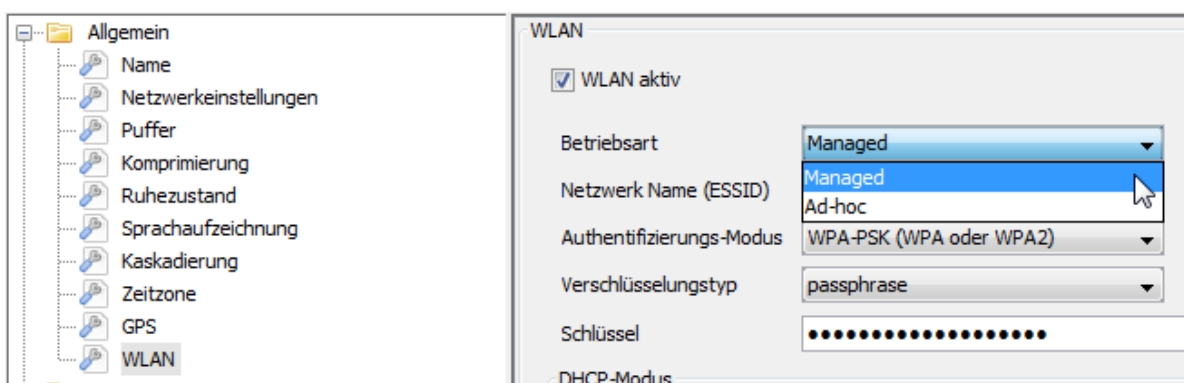 Allgemein
Name
Netzwerkeinstellungen
Puffer
Komprimierung
Ruhezustand
Sprachaufzeichnung
Kaskadierung
Zeitzone
GPS
WLAN
WLAN
WLAN aktiv
Betriebsart Managed
Managed
Netzwerk Name (ESSID)
Ad-hoc
Authentifizierungs-Modus WPA-PSK (WPA oder WPA2)
Verschlüsselungstyp passphrase
Schlüssel ●●●●●●●●●●●●●●●●●●●
DHCP-Modus